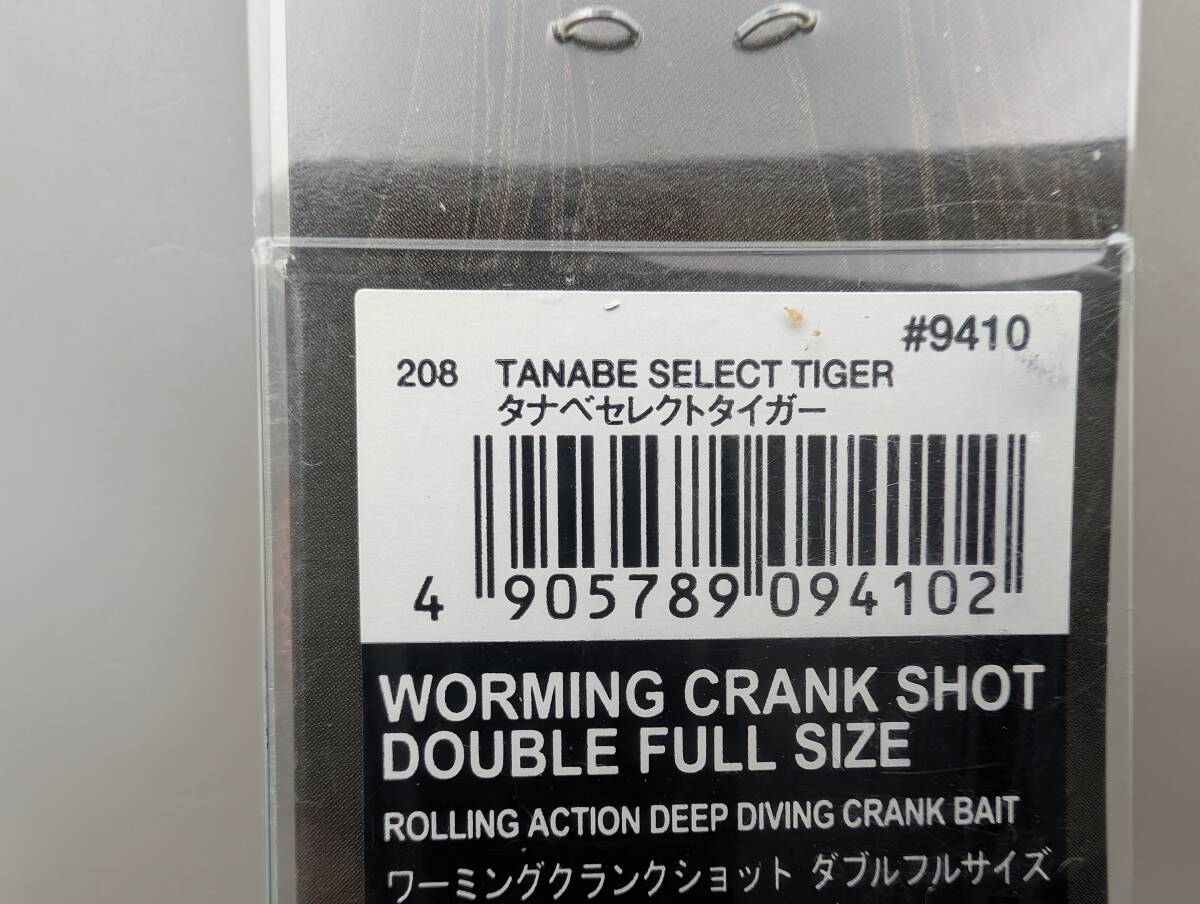 #9410
208 TANABE SELECT TIGER
タナベセレクトタイガー
4 905789 094102
WORMING CRANK SHOT
DOUBLE FULL SIZE
ROLLING ACTION DEEP DIVING CRANK BAIT
ワーミングクランクショット ダブルフルサイズ